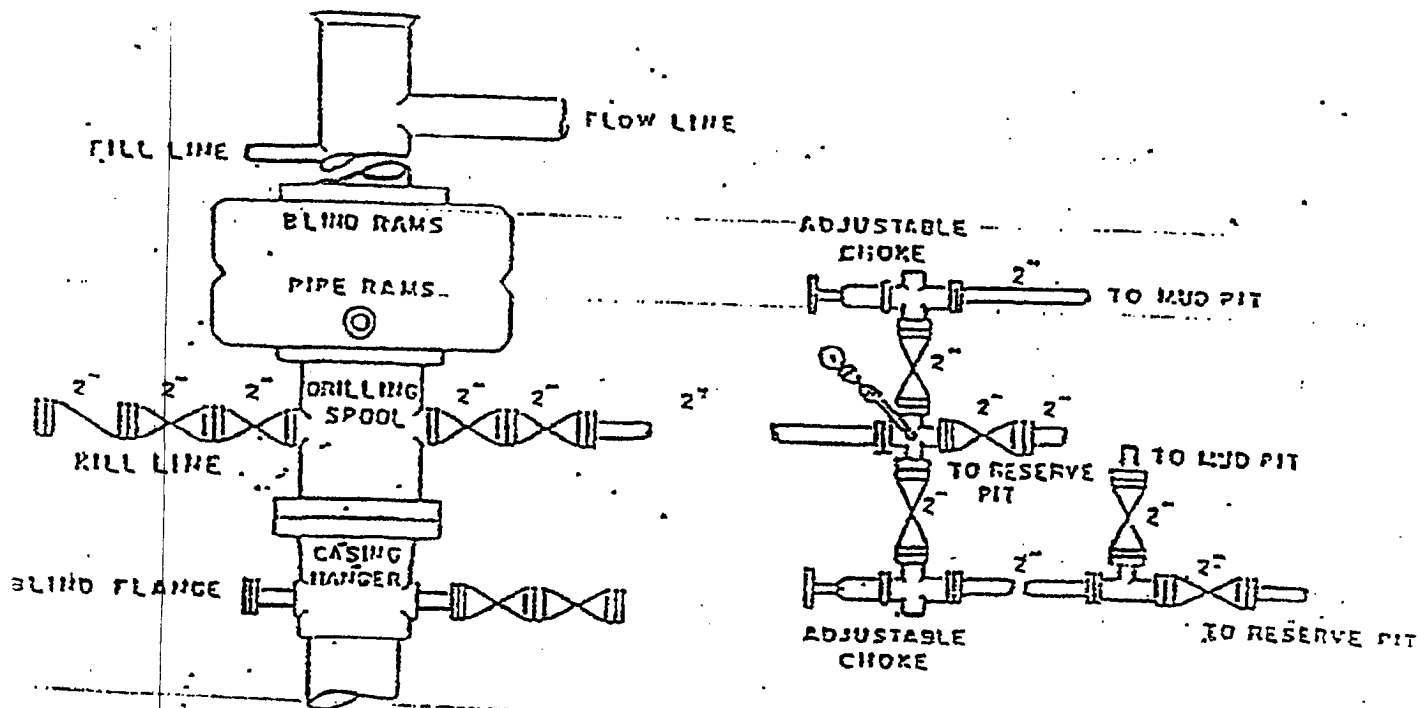 FLOW LINE
FILL LINE
BLIND RAMS
PIPE RAMS
ADJUSTABLE
CHOKE
2"
TO MUD PIT
2"
2"
2"
2"
DRILLING
SPOOL
2"
2"
2"
2"
2"
KILL LINE
TO RESERVE
PIT
TO MUD PIT
2"
2"
CASING
HANGER
2"
2"
BLIND FLANGE
ADJUSTABLE
CHOKE
TO RESERVE PIT